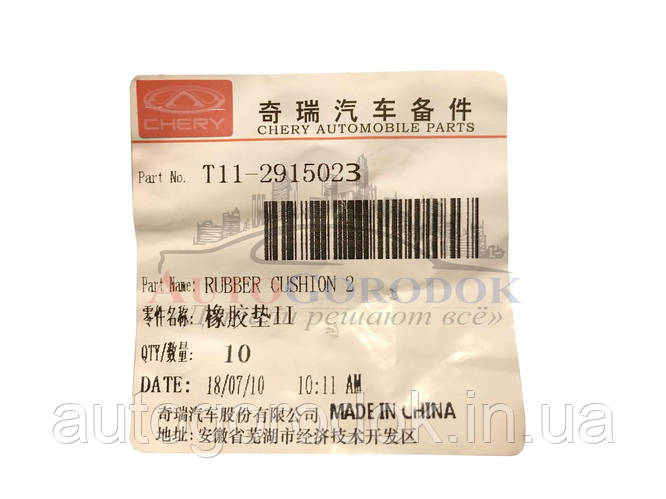 CHERY
奇瑞汽车备件
CHERY AUTOMOBILE PARTS
Part No. T11-2915023
Part Name: RUBBER CUSHION 2
AUTOGORODOK
零件名称: 橡胶垫II
решают всё»
QTY/数量: 10
DATE: 18/07/10 10:11 AM
奇瑞汽车股份有限公司 MADE IN CHINA
地址: 安徽省芜湖市经济技术开发区
autogorodok.in.ua